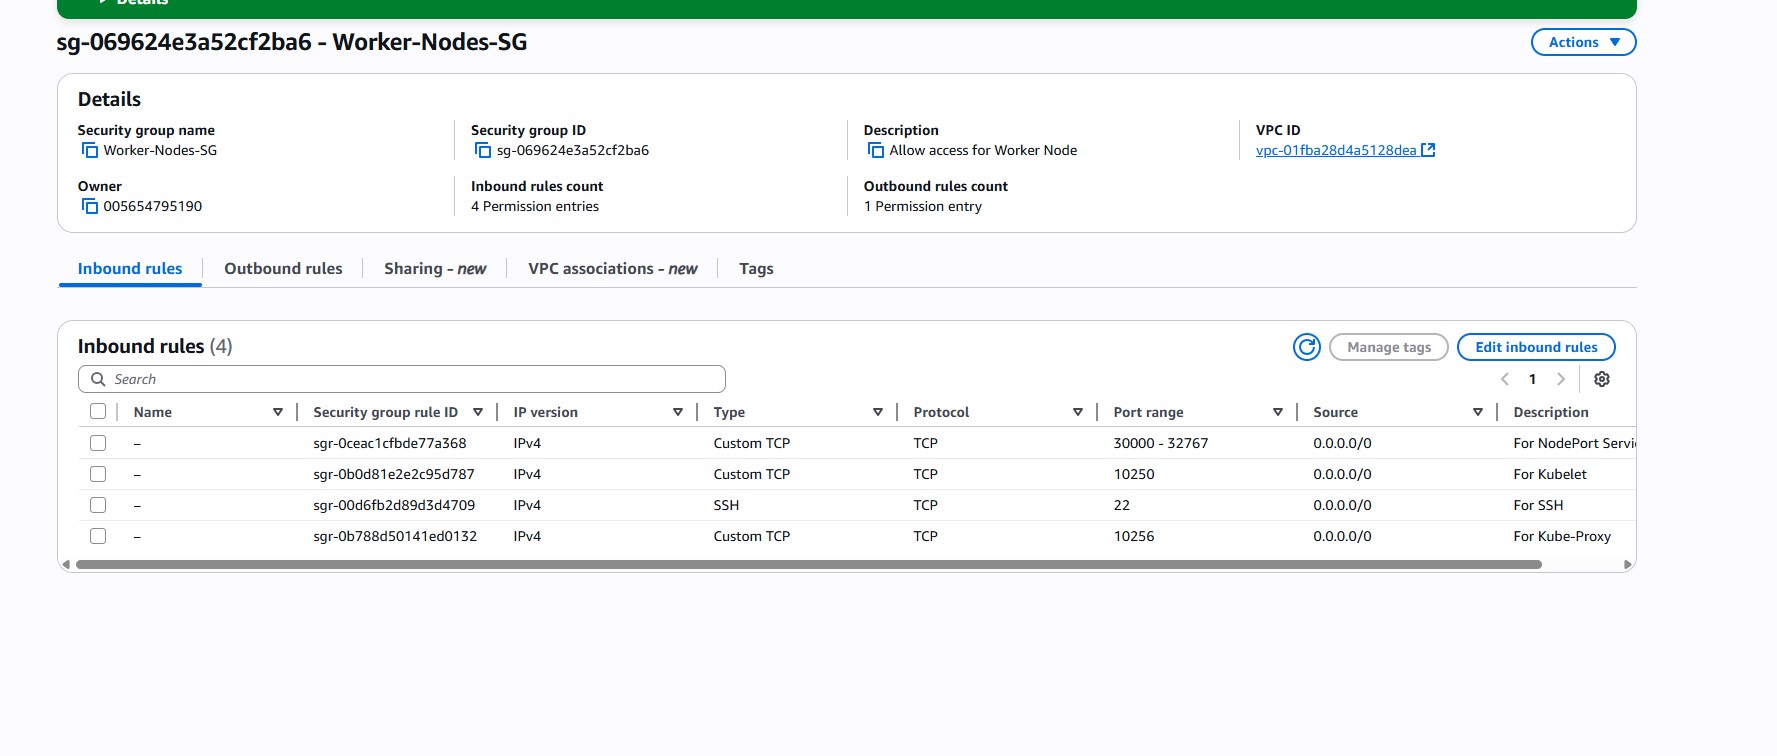 Details
sg-069624e3a52cf2ba6 - Worker-Nodes-SG
Actions
Details
Security group name
Worker-Nodes-SG
Security group ID
sg-069624e3a52cf2ba6
Description
Allow access for Worker Node
VPC ID
vpc-01fba28d4a5128dea
Owner
005654795190
Inbound rules count
4 Permission entries
Outbound rules count
1 Permission entry
Inbound rules Outbound rules Sharing - new VPC associations - new Tags
Inbound rules (4)
Manage tags
Edit inbound rules
Search
1
Name Security group rule ID IP version Type Protocol Port range Source Description
– sgr-0ceac1cfbde77a368 IPv4 Custom TCP TCP 30000 - 32767 0.0.0.0/0 For NodePort Servi
– sgr-0b0d81e2e2c95d787 IPv4 Custom TCP TCP 10250 0.0.0.0/0 For Kubelet
– sgr-00d6fb2d89d3d4709 IPv4 SSH TCP 22 0.0.0.0/0 For SSH
– sgr-0b788d50141ed0132 IPv4 Custom TCP TCP 10256 0.0.0.0/0 For Kube-Proxy